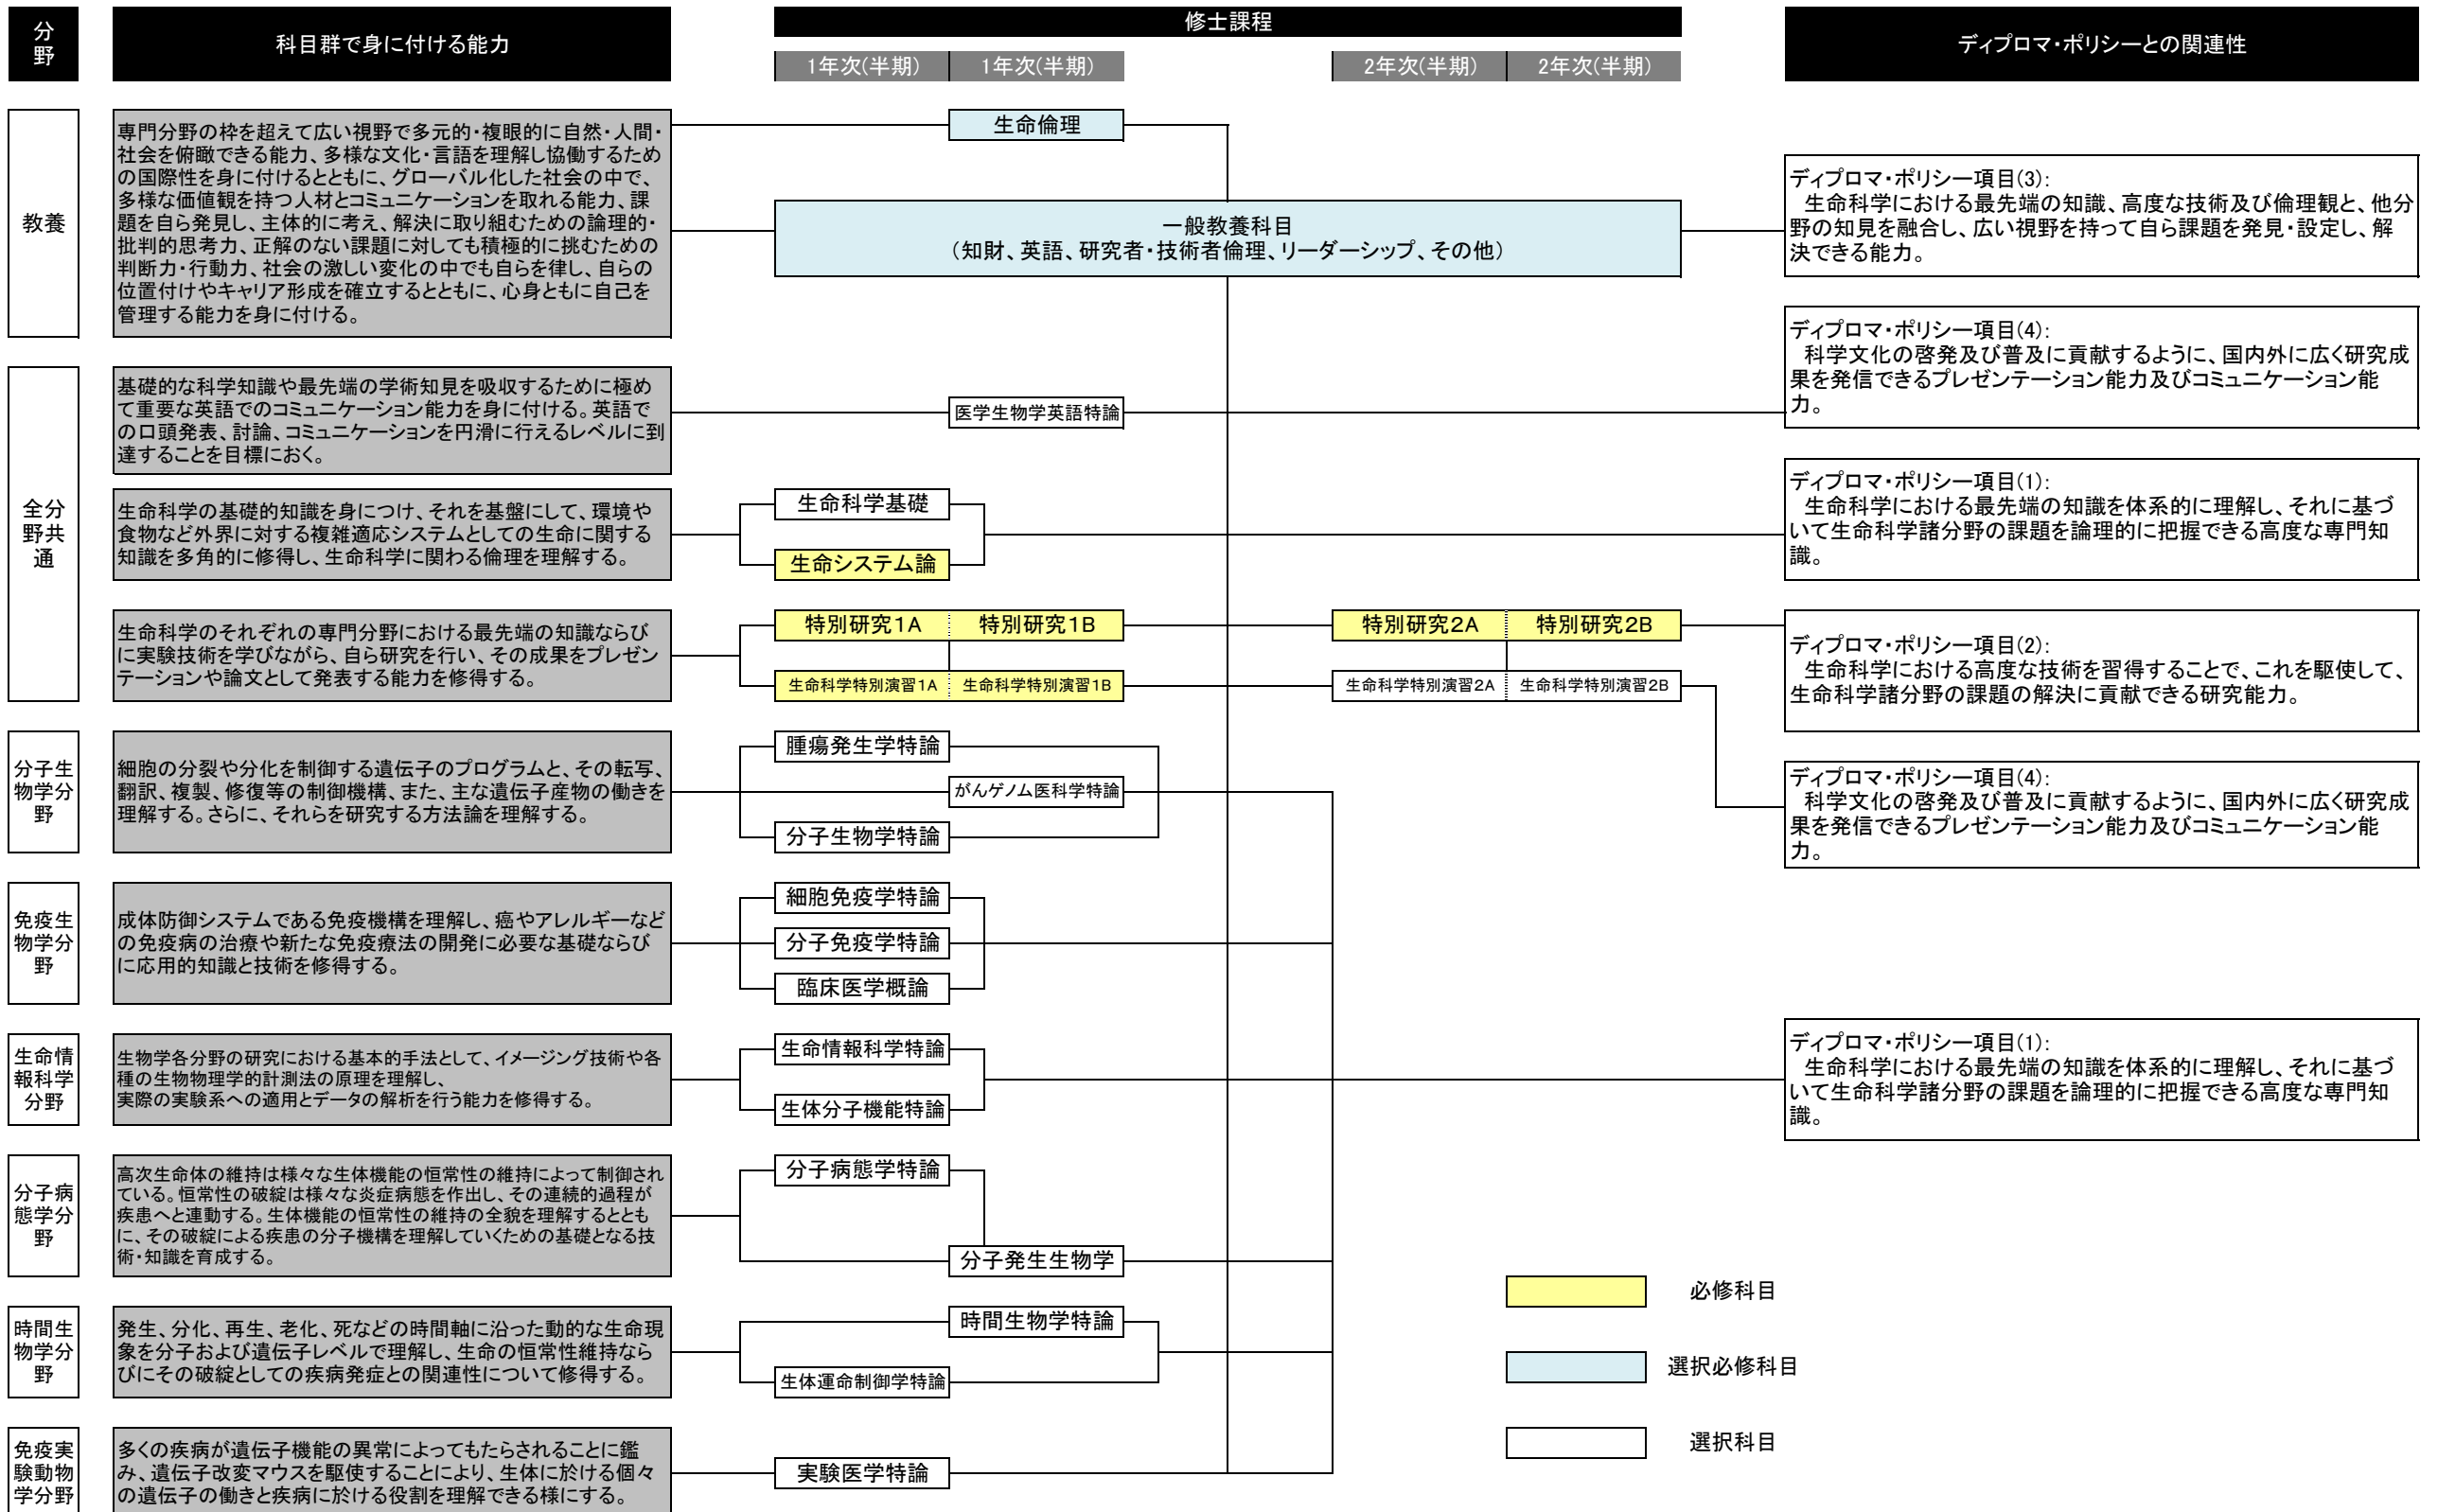 分
野
科目群で身に付ける能力
修士課程
1年次(半期)
1年次(半期)
2年次(半期)
2年次(半期)
ディプロマ・ポリシーとの関連性
教養
専門分野の枠を超えて広い視野で多元的・複眼的に自然・人間・
社会を俯瞰できる能力、多様な文化・言語を理解し協働するため
の国際性を身に付けるとともに、グローバル化した社会の中で、
多様な価値観を持つ人材とコミュニケーションを取れる能力、課
題を自ら発見し、主体的に考え、解決に取り組むための論理的・
批判的思考力、正解のない課題に対しても積極的に挑むための
判断力・行動力、社会の激しい変化の中でも自らを律し、自らの
位置付けやキャリア形成を確立するとともに、心身ともに自己を
管理する能力を身に付ける。
生命倫理
一般教養科目
(知財、英語、研究者・技術者倫理、リーダーシップ、その他)
ディプロマ・ポリシー項目(3):
生命科学における最先端の知識、高度な技術及び倫理観と、他分
野の知見を融合し、広い視野を持って自ら課題を発見・設定し、解
決できる能力。
ディプロマ・ポリシー項目(4):
科学文化の啓発及び普及に貢献するように、国内外に広く研究成
果を発信できるプレゼンテーション能力及びコミュニケーション能
力。
全分
野共
通
基礎的な科学知識や最先端の学術知見を吸収するために極め
て重要な英語でのコミュニケーション能力を身に付ける。英語で
の口頭発表、討論、コミュニケーションを円滑に行えるレベルに到
達することを目標におく。
医学生物学英語特論
生命科学の基礎的知識を身につけ、それを基盤にして、環境や
食物など外界に対する複雑適応システムとしての生命に関する
知識を多角的に修得し、生命科学に関わる倫理を理解する。
生命科学基礎
生命システム論
ディプロマ・ポリシー項目(1):
生命科学における最先端の知識を体系的に理解し、それに基づ
いて生命科学諸分野の課題を論理的に把握できる高度な専門知
識。
生命科学のそれぞれの専門分野における最先端の知識ならび
に実験技術を学びながら、自ら研究を行い、その成果をプレゼン
テーションや論文として発表する能力を修得する。
特別研究1A
特別研究1B
特別研究2A
特別研究2B
生命科学特別演習1A
生命科学特別演習1B
生命科学特別演習2A
生命科学特別演習2B
ディプロマ・ポリシー項目(2):
生命科学における高度な技術を習得することで、これを駆使して、
生命科学諸分野の課題の解決に貢献できる研究能力。
分子生
物学分
野
細胞の分裂や分化を制御する遺伝子のプログラムと、その転写、
翻訳、複製、修復等の制御機構、また、主な遺伝子産物の働きを
理解する。さらに、それらを研究する方法論を理解する。
腫瘍発生学特論
がんゲノム医科学特論
分子生物学特論
ディプロマ・ポリシー項目(4):
科学文化の啓発及び普及に貢献するように、国内外に広く研究成
果を発信できるプレゼンテーション能力及びコミュニケーション能
力。
免疫生
物学分
野
成体防御システムである免疫機構を理解し、癌やアレルギーなど
の免疫病の治療や新たな免疫療法の開発に必要な基礎ならび
に応用的知識と技術を修得する。
細胞免疫学特論
分子免疫学特論
臨床医学概論
生命情
報科学
分野
生物学各分野の研究における基本的手法として、イメージング技術や各
種の生物物理学的計測法の原理を理解し、
実際の実験系への適用とデータの解析を行う能力を修得する。
生命情報科学特論
生体分子機能特論
ディプロマ・ポリシー項目(1):
生命科学における最先端の知識を体系的に理解し、それに基づ
いて生命科学諸分野の課題を論理的に把握できる高度な専門知
識。
分子病
態学分
野
高次生命体の維持は様々な生体機能の恒常性の維持によって制御され
ている。恒常性の破綻は様々な炎症病態を作出し、その連続的過程が
疾患へと連動する。生体機能の恒常性の維持の全貌を理解するととも
に、その破綻による疾患の分子機構を理解していくための基礎となる技
術・知識を育成する。
分子病態学特論
分子発生生物学
時間生
物学分
野
発生、分化、再生、老化、死などの時間軸に沿った動的な生命現
象を分子および遺伝子レベルで理解し、生命の恒常性維持なら
びにその破綻としての疾病発症との関連性について修得する。
時間生物学特論
生体運命制御学特論
必修科目
選択必修科目
選択科目
免疫実
験動物
学分野
多くの疾病が遺伝子機能の異常によってもたらされることに鑑
み、遺伝子改変マウスを駆使することにより、生体に於ける個々
の遺伝子の働きと疾病に於ける役割を理解できる様にする。
実験医学特論